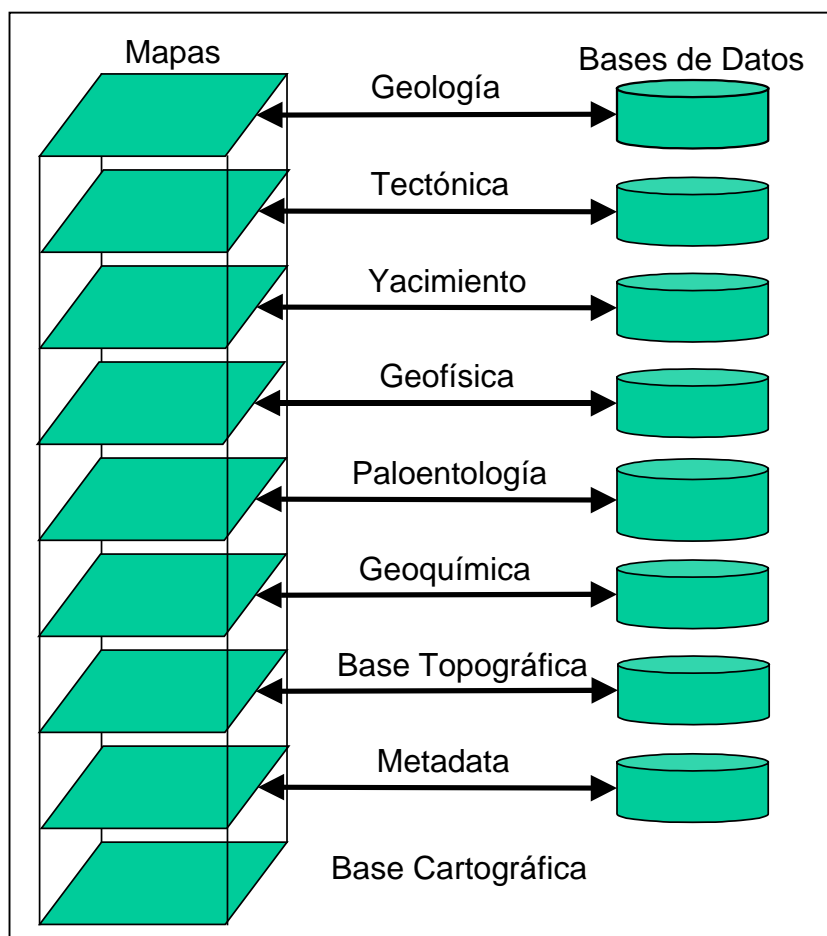 Mapas
Bases de Datos
Geología
Tectónica
Yacimiento
Geofísica
Paloentología
Geoquímica
Base Topográfica
Metadata
Base Cartográfica